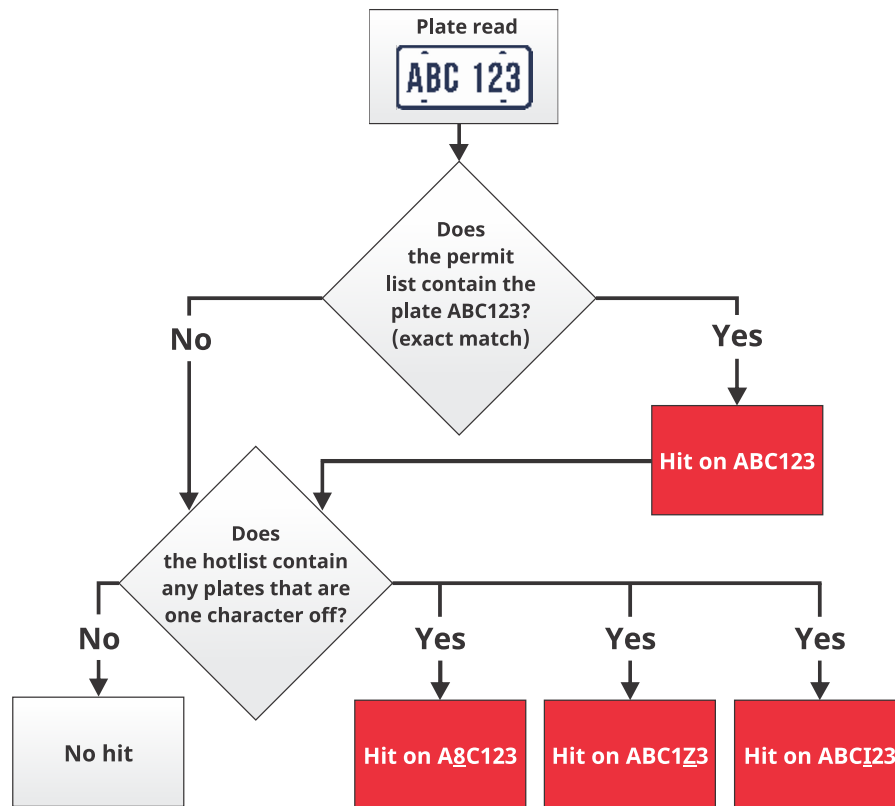 Plate read
ABC 123
Does
the permit
list contain the
plate ABC123?
(exact match)
No
Yes
Hit on ABC123
Does
the hotlist contain
any plates that are
one character off?
No
Yes
Yes
Yes
No hit
Hit on A8C123
Hit on ABC1Z3
Hit on ABCI23